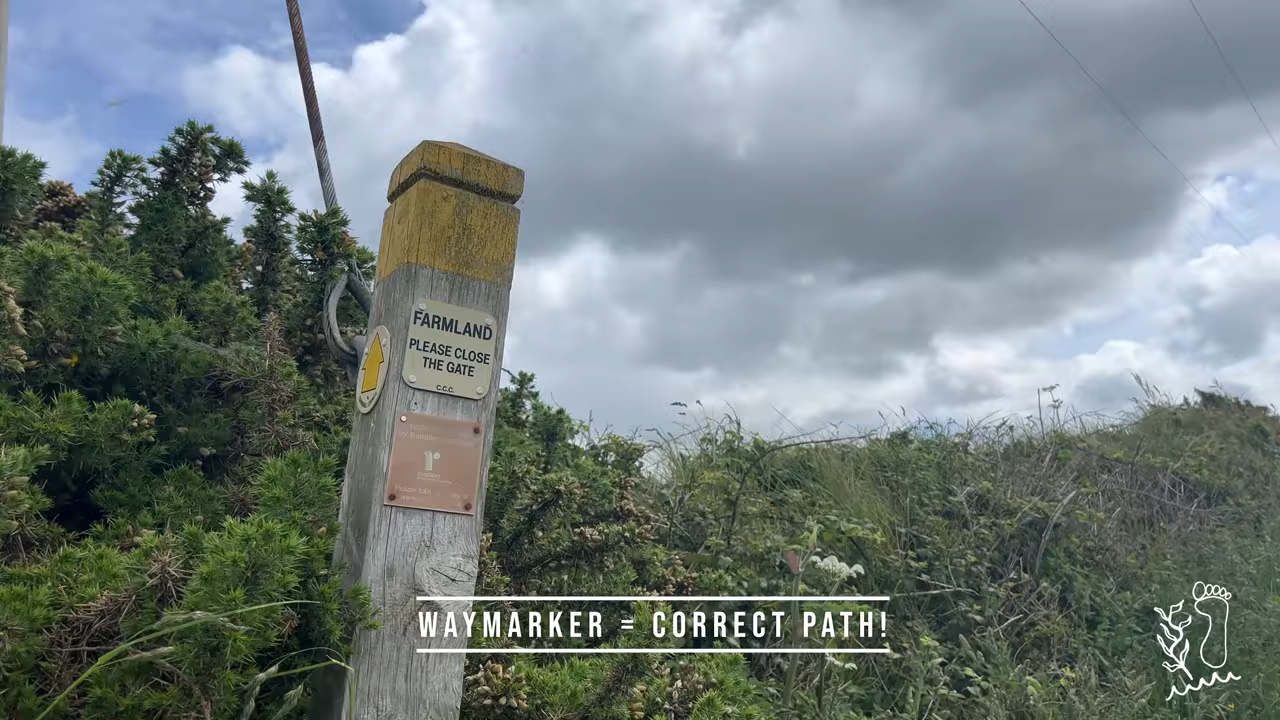 FARMLAND
PLEASE CLOSE
THE GATE
C.C.C.
WAYMARKER = CORRECT PATH!